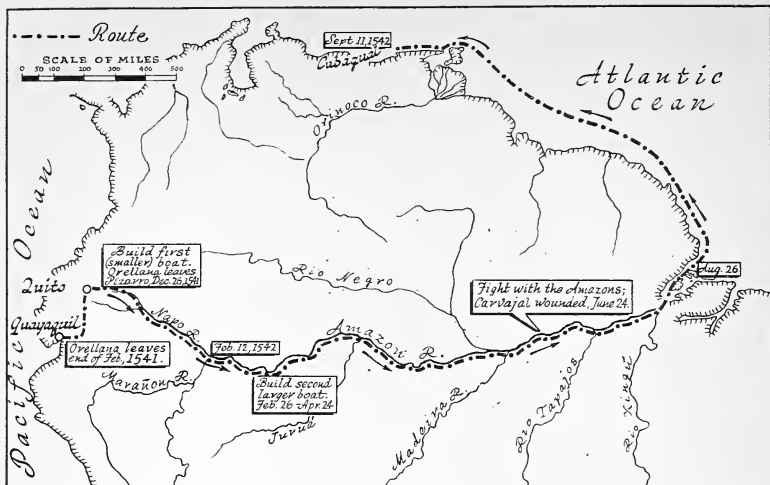 Route
SCALE OF MILES
0 50 100 200 300 400 500
Sept 11, 1542
Cubagua
Atlantic
Ocean
Orinoco R.
Pacific Ocean
Build first
(smaller) boat.
Orellana leaves
Pizarro, Dec. 26, 1541
Quito
Guayaquil
Orellana leaves
end of Feb, 1541.
Rio Negro
Napo R.
Feb. 12, 1542
Amazon R.
Fight with the Amazons;
Carvajal wounded, June 24.
Aug. 26
Marañon R.
Build second
larger boat.
Feb. 26 - Apr. 24
Juruá
Madeira R.
Rio Tapajos
Rio Xingú